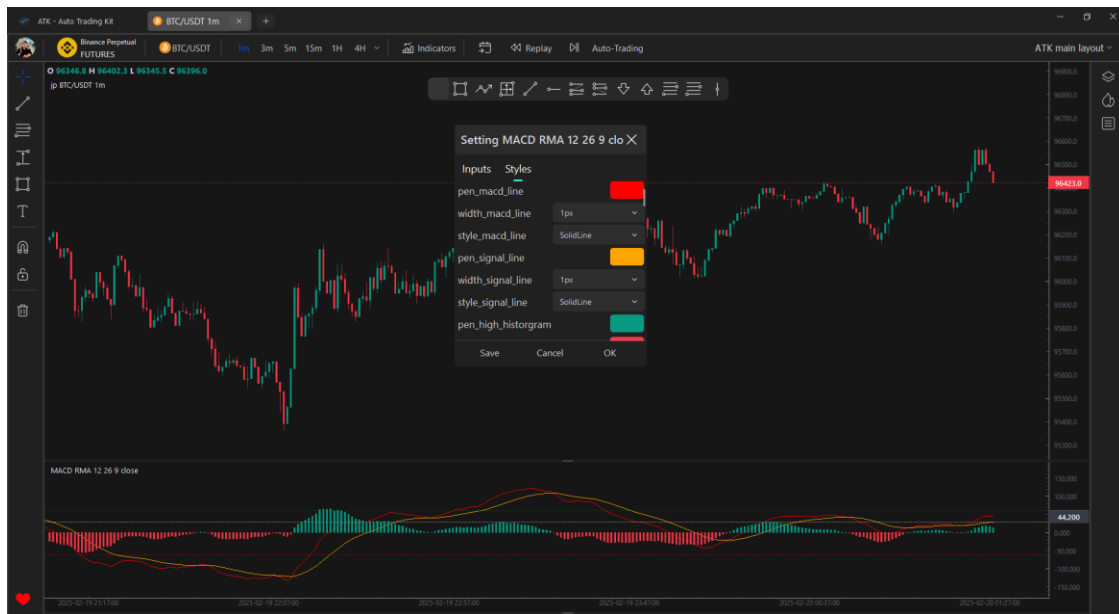 ATK - Auto Trading Kit
BTC/USDT 1m
Binance Perpetual
FUTURES
BTC/USDT
1m 3m 5m 15m 1H 4H
Indicators
Replay
Auto-Trading
ATK main layout
O 96346.8 H 96402.3 L 96345.5 C 96396.0
jp BTC/USDT 1m
Setting MACD RMA 12 26 9 clo
Inputs Styles
pen_macd_line
width_macd_line 1px
style_macd_line SolidLine
pen_signal_line
width_signal_line 1px
style_signal_line SolidLine
pen_high_historgram
Save Cancel OK
96900.0
96800.0
96700.0
96600.0
96500.0
96423.0
96300.0
96200.0
96100.0
96000.0
95900.0
95800.0
95700.0
95600.0
95500.0
95400.0
95300.0
MACD RMA 12 26 9 close
150.000
100.000
44.200
0.000
-50.000
-100.000
-150.000
2025-02-19 21:17:00 2025-02-19 22:07:00 2025-02-19 22:57:00 2025-02-19 23:47:00 2025-02-20 00:37:00 2025-02-20 01:27:00